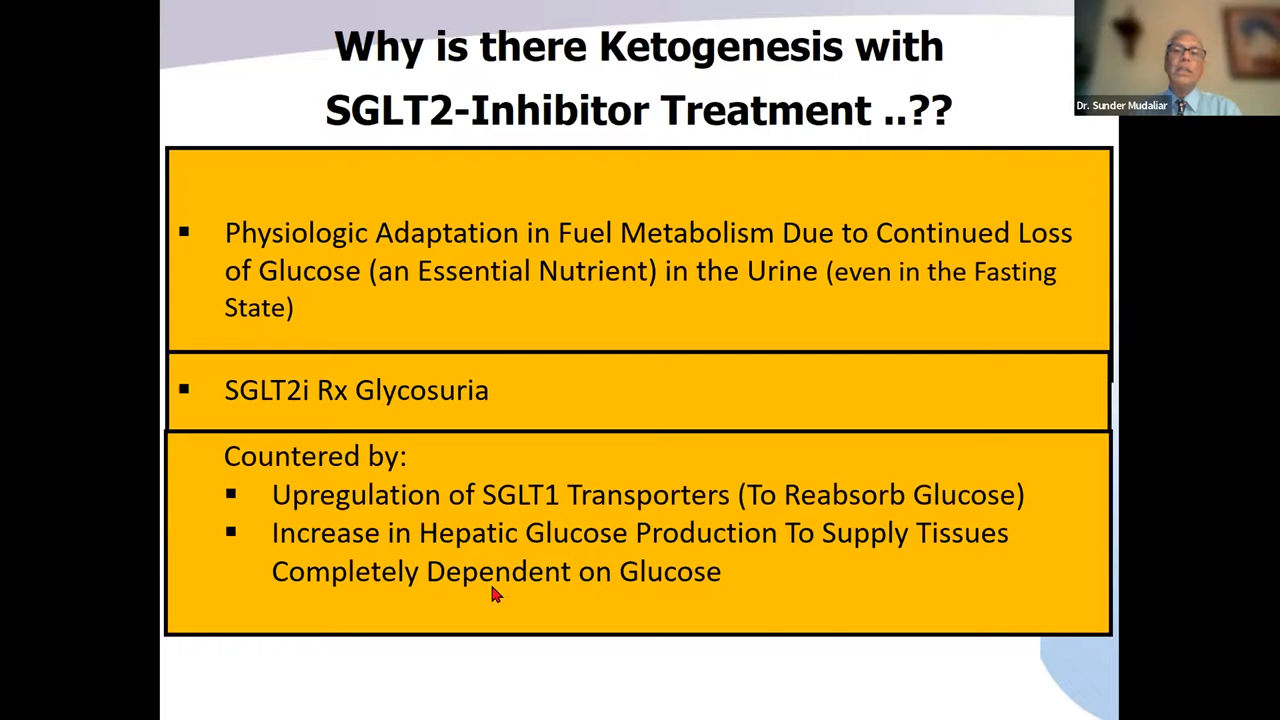 Why is there Ketogenesis with
SGLT2-Inhibitor Treatment ..??
Dr. Sunder Mudaliar
▪ Physiologic Adaptation in Fuel Metabolism Due to Continued Loss
of Glucose (an Essential Nutrient) in the Urine (even in the Fasting
State)
▪ SGLT2i Rx Glycosuria
Countered by:
▪ Upregulation of SGLT1 Transporters (To Reabsorb Glucose)
▪ Increase in Hepatic Glucose Production To Supply Tissues
Completely Dependent on Glucose